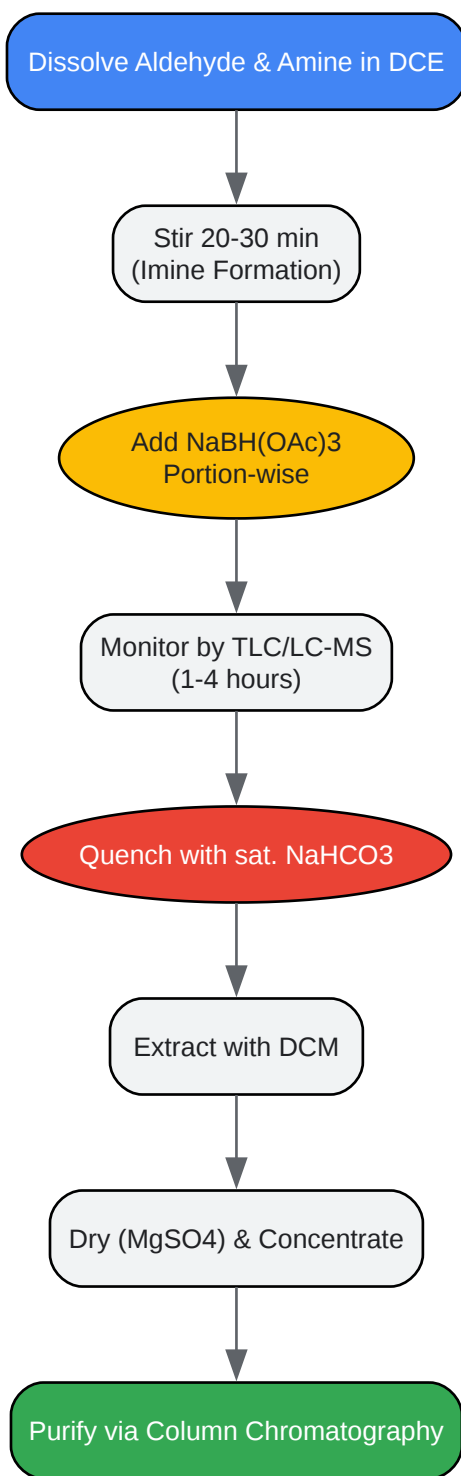 Dissolve Aldehyde & Amine in DCE
Stir 20-30 min
(Imine Formation)
Add NaBH(OAc)3
Portion-wise
Monitor by TLC/LC-MS
(1-4 hours)
Quench with sat. NaHCO3
Extract with DCM
Dry (MgSO4) & Concentrate
Purify via Column Chromatography